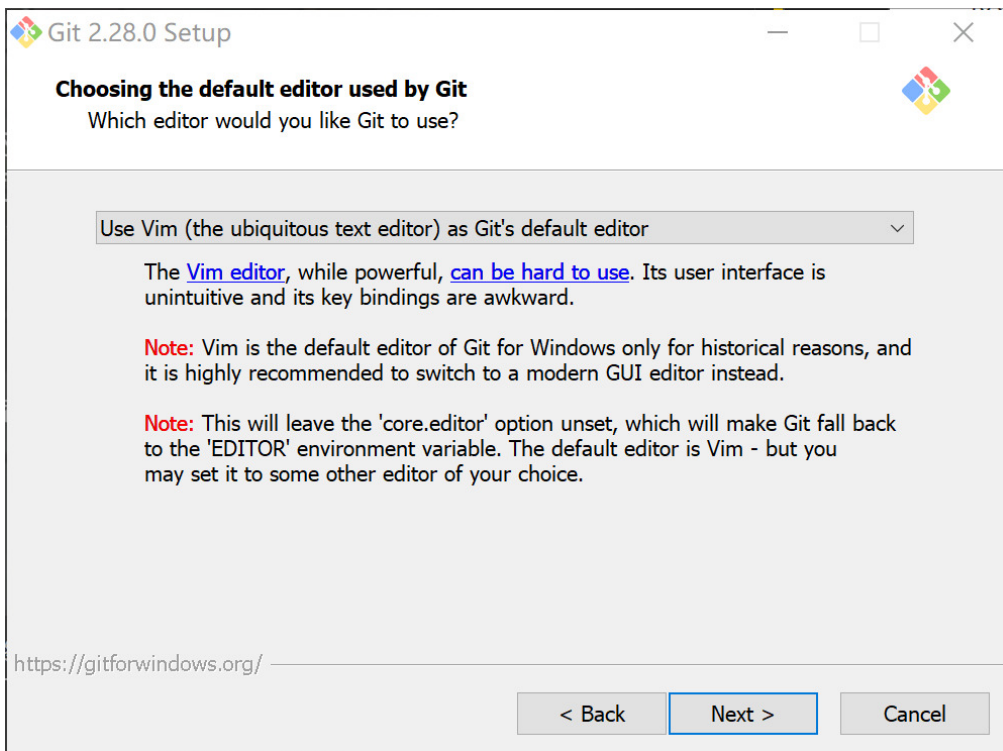 Git 2.28.0 Setup
Choosing the default editor used by Git
Which editor would you like Git to use?
Use Vim (the ubiquitous text editor) as Git's default editor
The Vim editor, while powerful, can be hard to use. Its user interface is
unintuitive and its key bindings are awkward.
Note: Vim is the default editor of Git for Windows only for historical reasons, and
it is highly recommended to switch to a modern GUI editor instead.
Note: This will leave the 'core.editor' option unset, which will make Git fall back
to the 'EDITOR' environment variable. The default editor is Vim - but you
may set it to some other editor of your choice.
https://gitforwindows.org/
< Back
Next >
Cancel